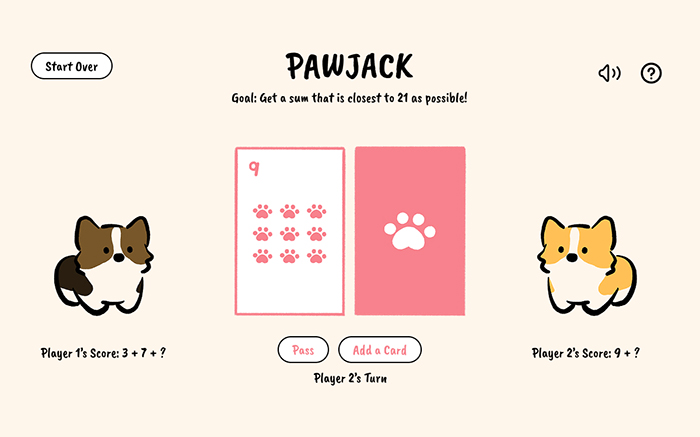 Start Over
PAWJACK
Goal: Get a sum that is closest to 21 as possible!
9
Player 1's Score: 3 + 7 + ?
Pass
Add a Card
Player 2's Turn
Player 2's Score: 9 + ?
?